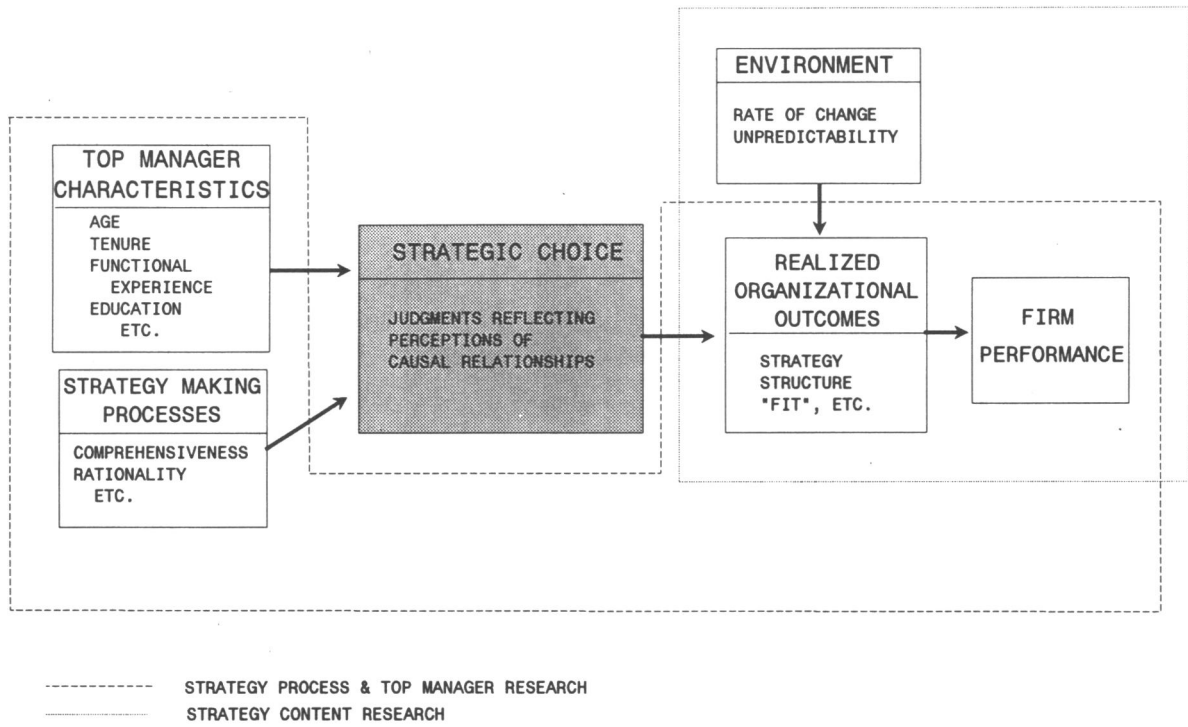 ENVIRONMENT
RATE OF CHANGE
UNPREDICTABILITY
TOP MANAGER
CHARACTERISTICS
AGE
TENURE
FUNCTIONAL
EXPERIENCE
EDUCATION
ETC.
STRATEGY MAKING
PROCESSES
COMPREHENSIVENESS
RATIONALITY
ETC.
STRATEGIC CHOICE
JUDGMENTS REFLECTING
PERCEPTIONS OF
CAUSAL RELATIONSHIPS
REALIZED
ORGANIZATIONAL
OUTCOMES
STRATEGY
STRUCTURE
"FIT", ETC.
FIRM
PERFORMANCE
STRATEGY PROCESS & TOP MANAGER RESEARCH
STRATEGY CONTENT RESEARCH